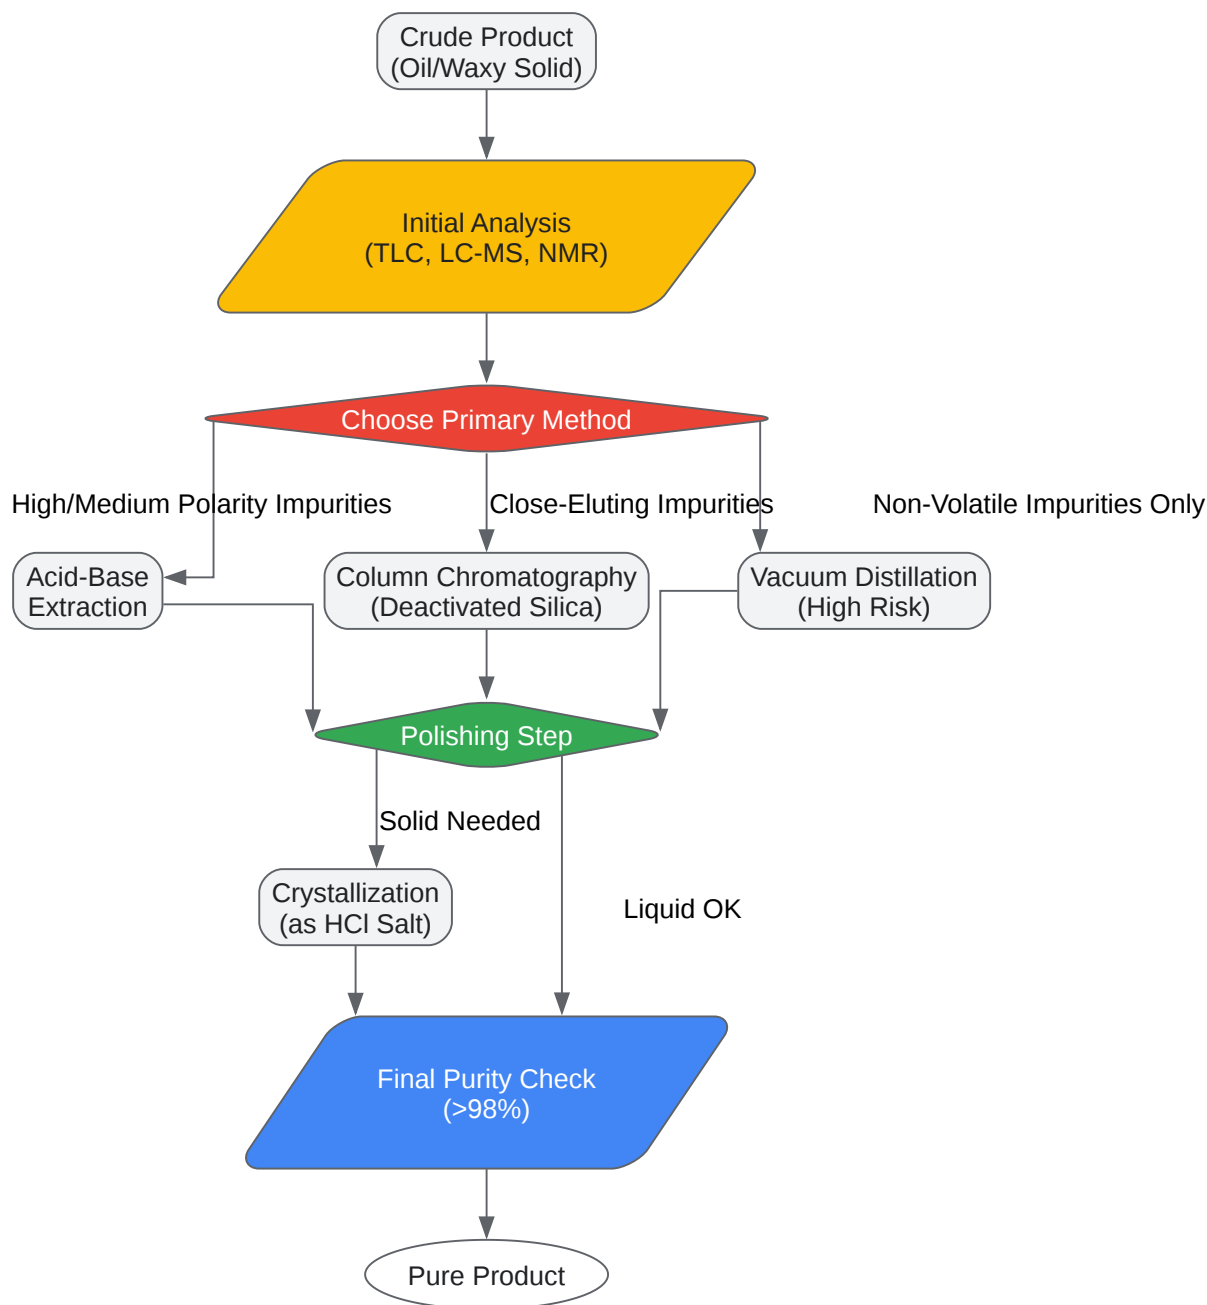 Crude Product
(Oil/Waxy Solid)
Initial Analysis
(TLC, LC-MS, NMR)
Choose Primary Method
High/Medium Polarity Impurities
Close-Eluting Impurities
Non-Volatile Impurities Only
Acid-Base
Extraction
Column Chromatography
(Deactivated Silica)
Vacuum Distillation
(High Risk)
Polishing Step
Solid Needed
Crystallization
(as HCl Salt)
Liquid OK
Final Purity Check
(>98%)
Pure Product